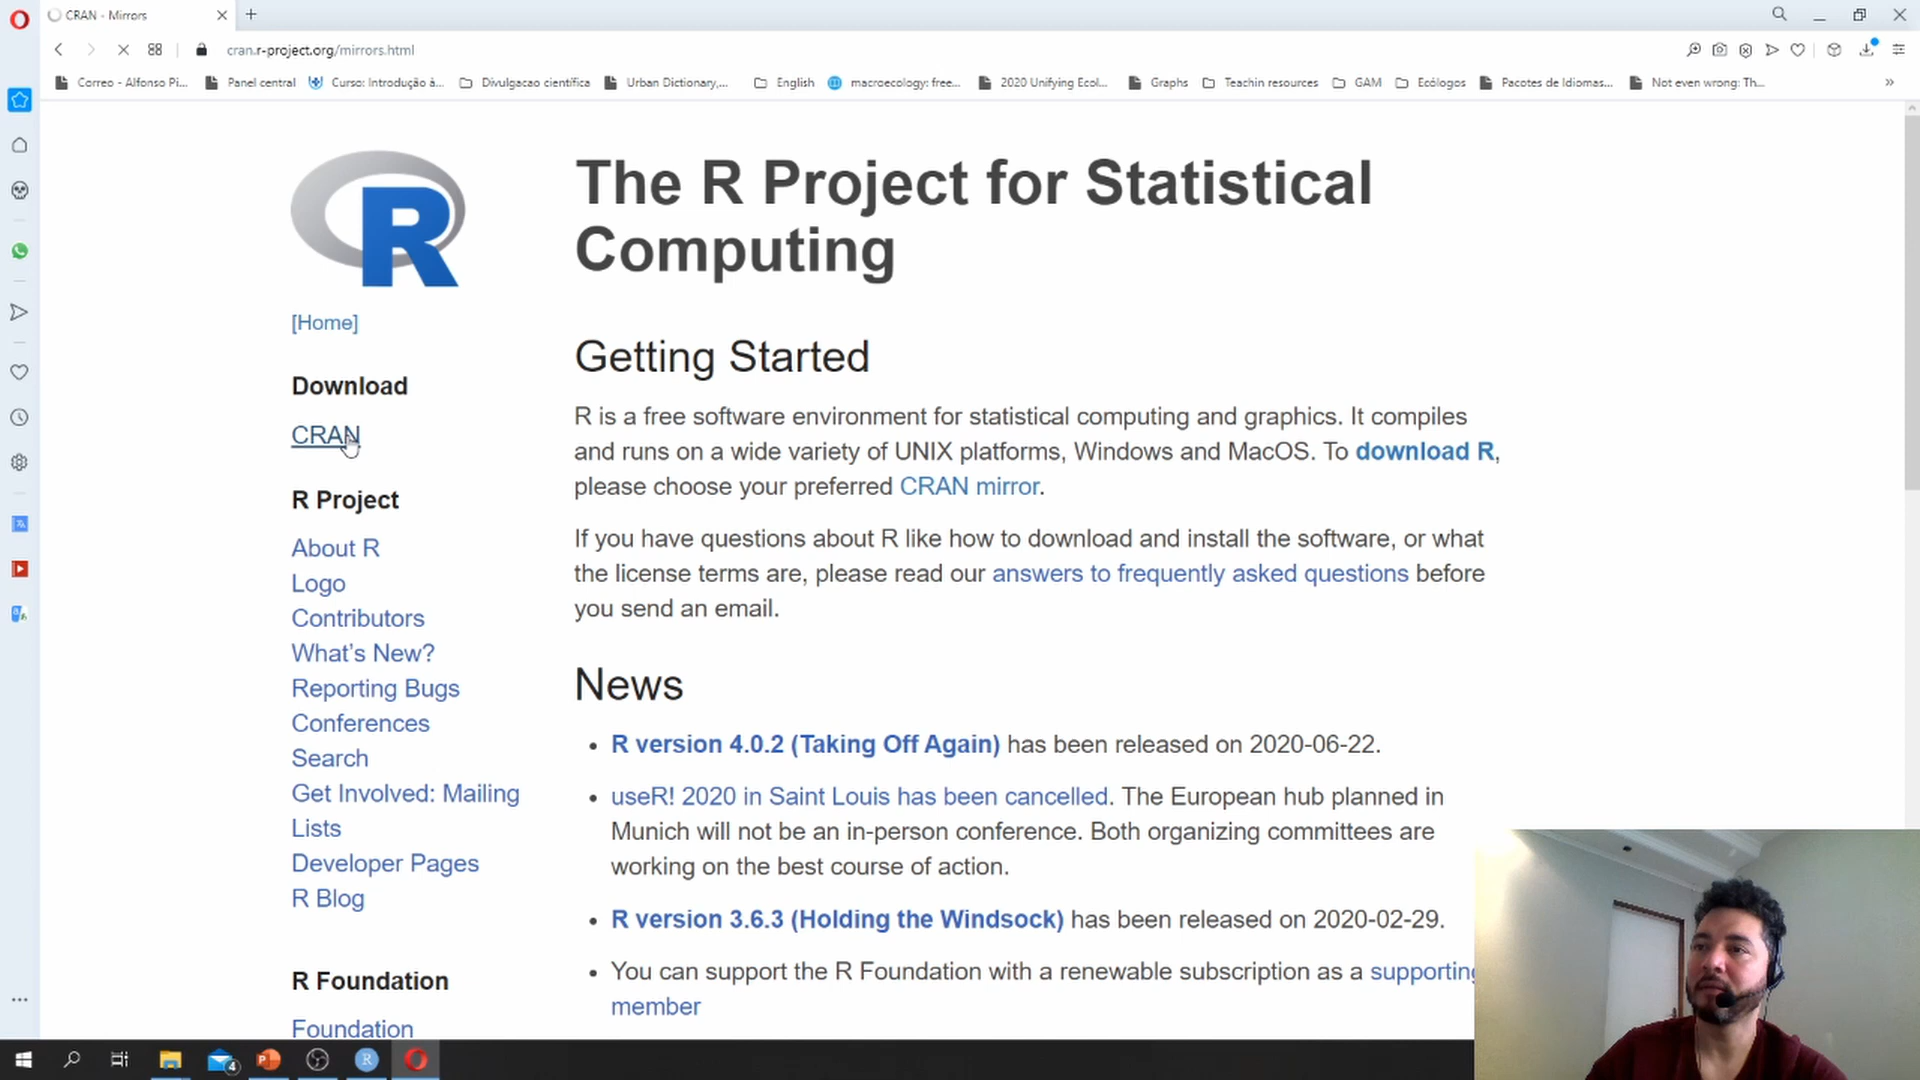 CRAN - Mirrors
cran.r-project.org/mirrors.html
Correo - Alfonso Pi...
Panel central
Curso: Introdução à...
Divulgacao científica
Urban Dictionary,...
English
macroecology: free...
2020 Unifying Ecol...
Graphs
Teachin resources
GAM
Ecólogos
Pacotes de Idiomas...
Not even wrong: Th...
R
[Home]
Download
CRAN
R Project
About R
Logo
Contributors
What's New?
Reporting Bugs
Conferences
Search
Get Involved: Mailing
Lists
Developer Pages
R Blog
R Foundation
Foundation
The R Project for Statistical
Computing
Getting Started
R is a free software environment for statistical computing and graphics. It compiles
and runs on a wide variety of UNIX platforms, Windows and MacOS. To download R,
please choose your preferred CRAN mirror.
If you have questions about R like how to download and install the software, or what
the license terms are, please read our answers to frequently asked questions before
you send an email.
News
• R version 4.0.2 (Taking Off Again) has been released on 2020-06-22.
• useR! 2020 in Saint Louis has been cancelled. The European hub planned in
Munich will not be an in-person conference. Both organizing committees are
working on the best course of action.
• R version 3.6.3 (Holding the Windsock) has been released on 2020-02-29.
• You can support the R Foundation with a renewable subscription as a supporting
member
4
P
R